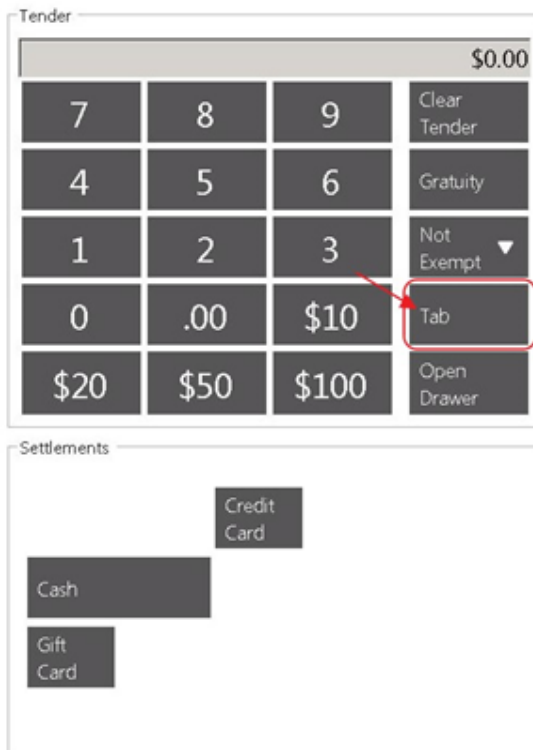 Tender
$0.00
7 8 9 Clear
Tender
4 5 6 Gratuity
1 2 3 Not
Exempt
0 .00 $10 Tab
$20 $50 $100 Open
Drawer
Settlements
Credit
Card
Cash
Gift
Card